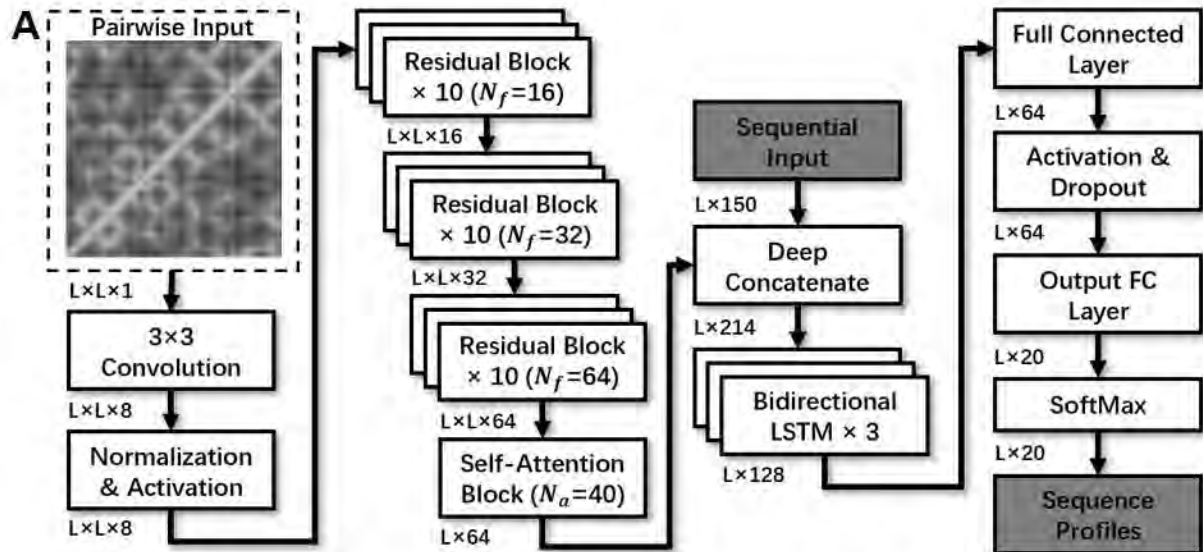 A
Pairwise Input
L×L×1
3×3
Convolution
L×L×8
Normalization
& Activation
L×L×8
Residual Block
× 10 (N_f=16)
L×L×16
Residual Block
× 10 (N_f=32)
L×L×32
Residual Block
× 10 (N_f=64)
L×L×64
Self-Attention
Block (N_a=40)
L×64
Sequential
Input
L×150
Deep
Concatenate
L×214
Bidirectional
LSTM × 3
L×128
Full Connected
Layer
L×64
Activation &
Dropout
L×64
Output FC
Layer
L×20
SoftMax
L×20
Sequence
Profiles